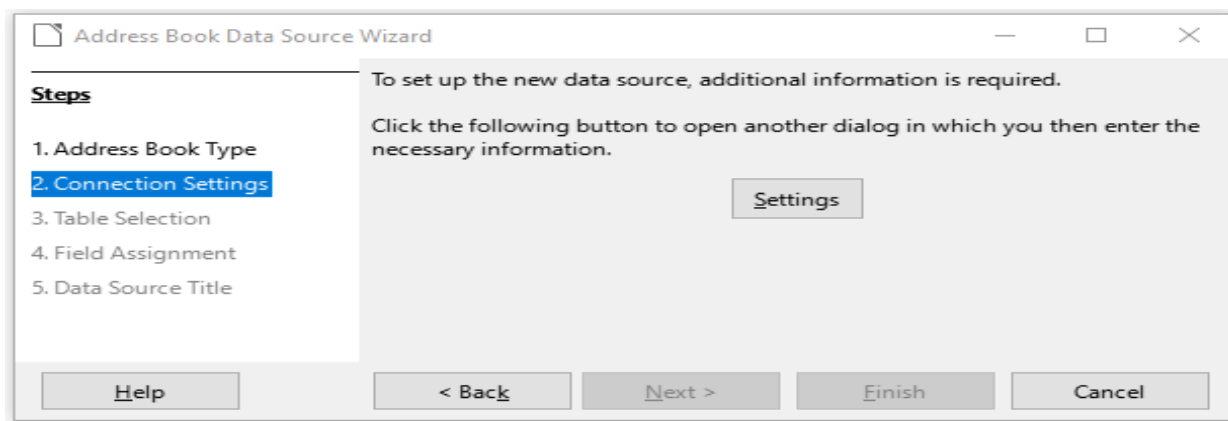 Address Book Data Source Wizard
Steps
1. Address Book Type
2. Connection Settings
3. Table Selection
4. Field Assignment
5. Data Source Title
To set up the new data source, additional information is required.
Click the following button to open another dialog in which you then enter the
necessary information.
Settings
Help
< Back
Next >
Finish
Cancel